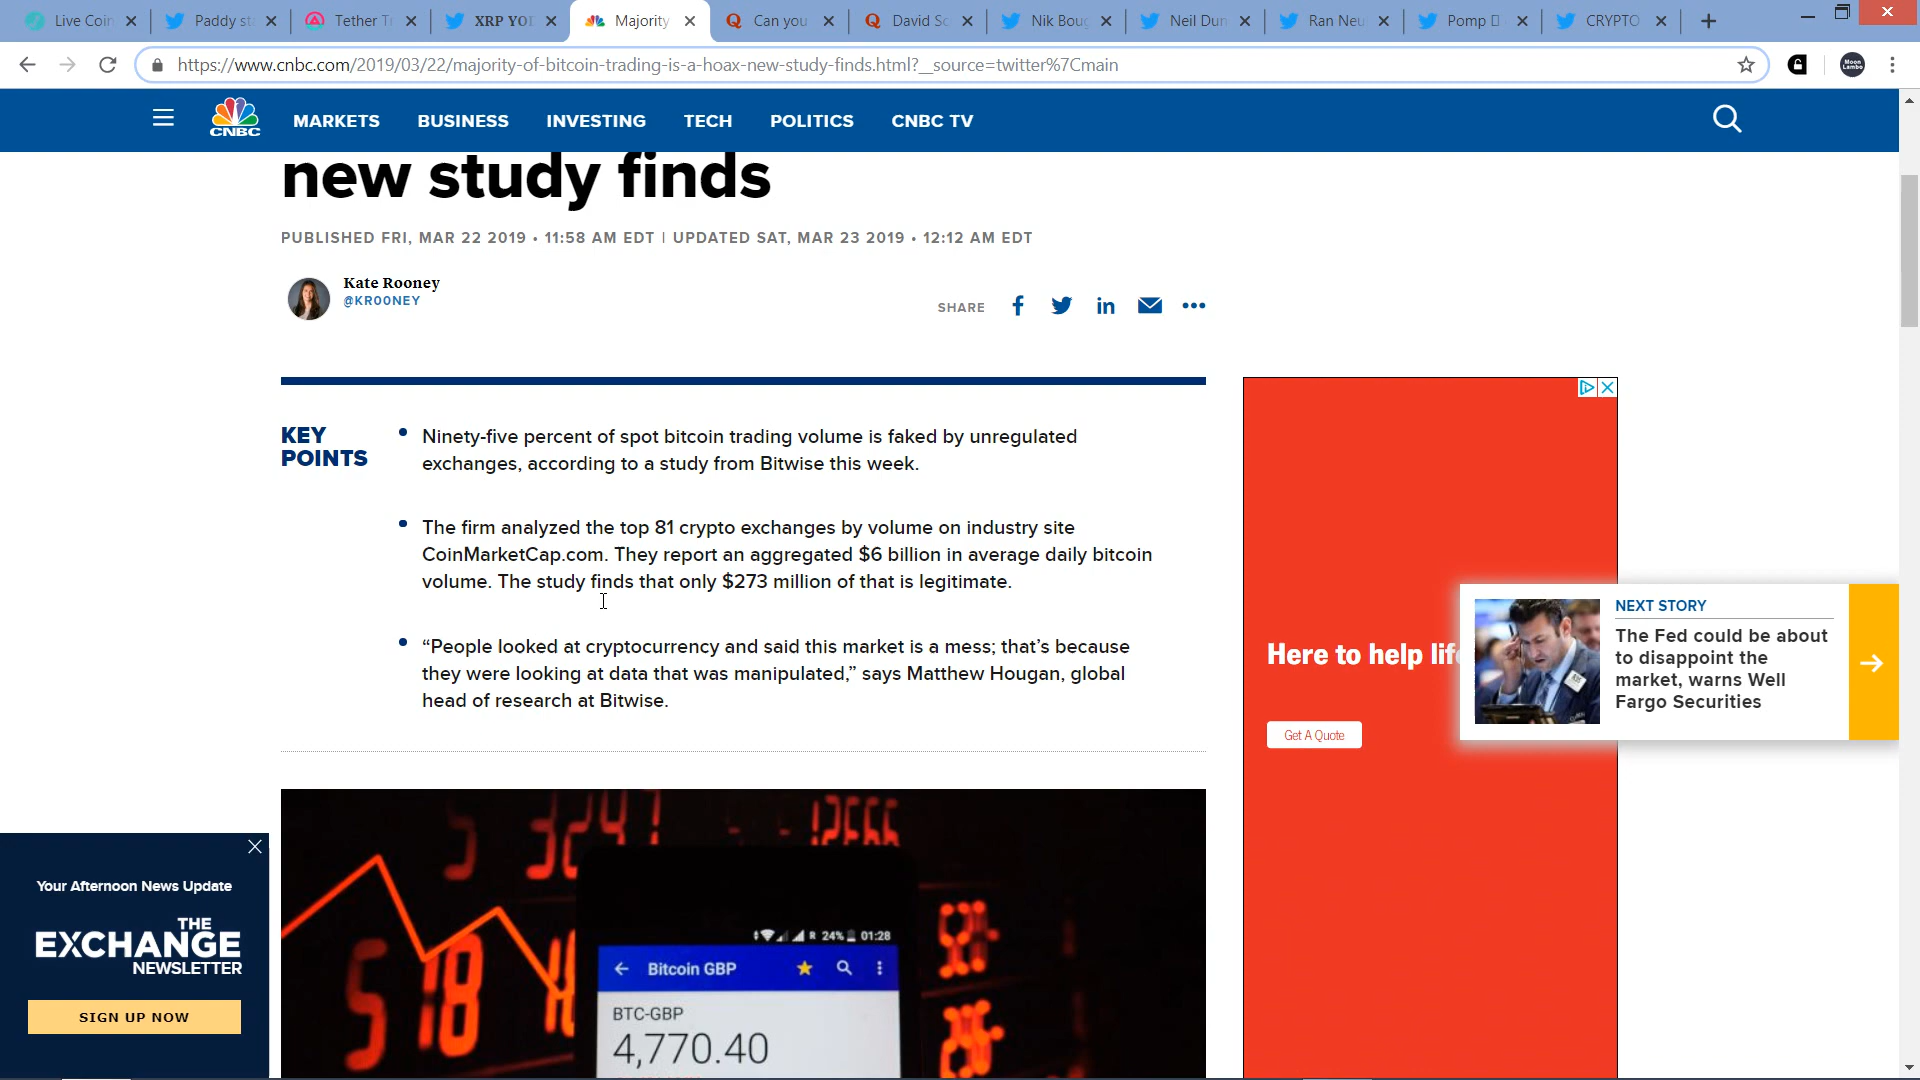 Live Coin
Paddy sta
Tether Tr
XRP YO
Majority
Can you
David Sc
Nik Boug
Neil Dun
Ran Neu
Pomp
CRYPTO
https://www.cnbc.com/2019/03/22/majority-of-bitcoin-trading-is-a-hoax-new-study-finds.html?__source=twitter%7Cmain
Moon Lambo
CNBC
MARKETS
BUSINESS
INVESTING
TECH
POLITICS
CNBC TV
new study finds
PUBLISHED FRI, MAR 22 2019 • 11:58 AM EDT | UPDATED SAT, MAR 23 2019 • 12:12 AM EDT
Kate Rooney
@KR00NEY
SHARE
KEY
POINTS
Ninety-five percent of spot bitcoin trading volume is faked by unregulated
exchanges, according to a study from Bitwise this week.
The firm analyzed the top 81 crypto exchanges by volume on industry site
CoinMarketCap.com. They report an aggregated $6 billion in average daily bitcoin
volume. The study finds that only $273 million of that is legitimate.
“People looked at cryptocurrency and said this market is a mess; that’s because
they were looking at data that was manipulated,” says Matthew Hougan, global
head of research at Bitwise.
Here to help life
Get A Quote
NEXT STORY
The Fed could be about
to disappoint the
market, warns Well
Fargo Securities
Your Afternoon News Update
THE
EXCHANGE
NEWSLETTER
SIGN UP NOW
R 24% 01:28
Bitcoin GBP
BTC-GBP
4,770.40